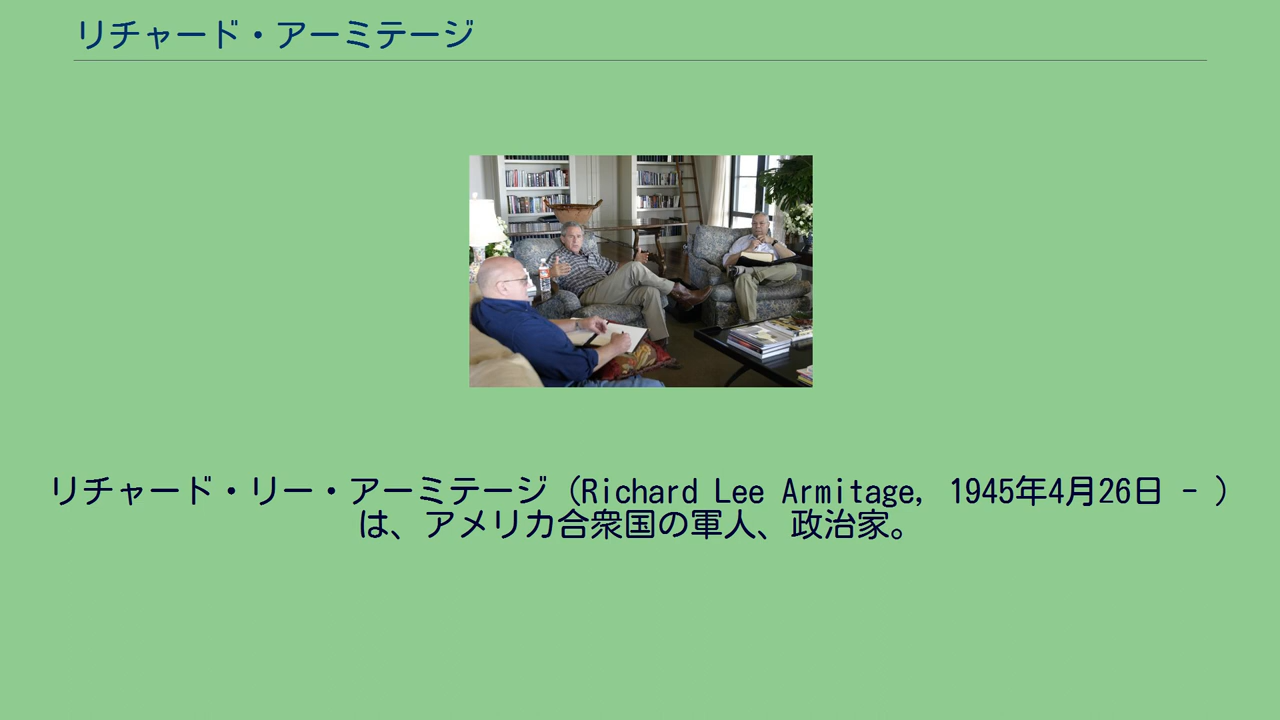 リチャード・アーミテージ
リチャード・リー・アーミテージ（Richard Lee Armitage, 1945年4月26日 - ）
は、アメリカ合衆国の軍人、政治家。